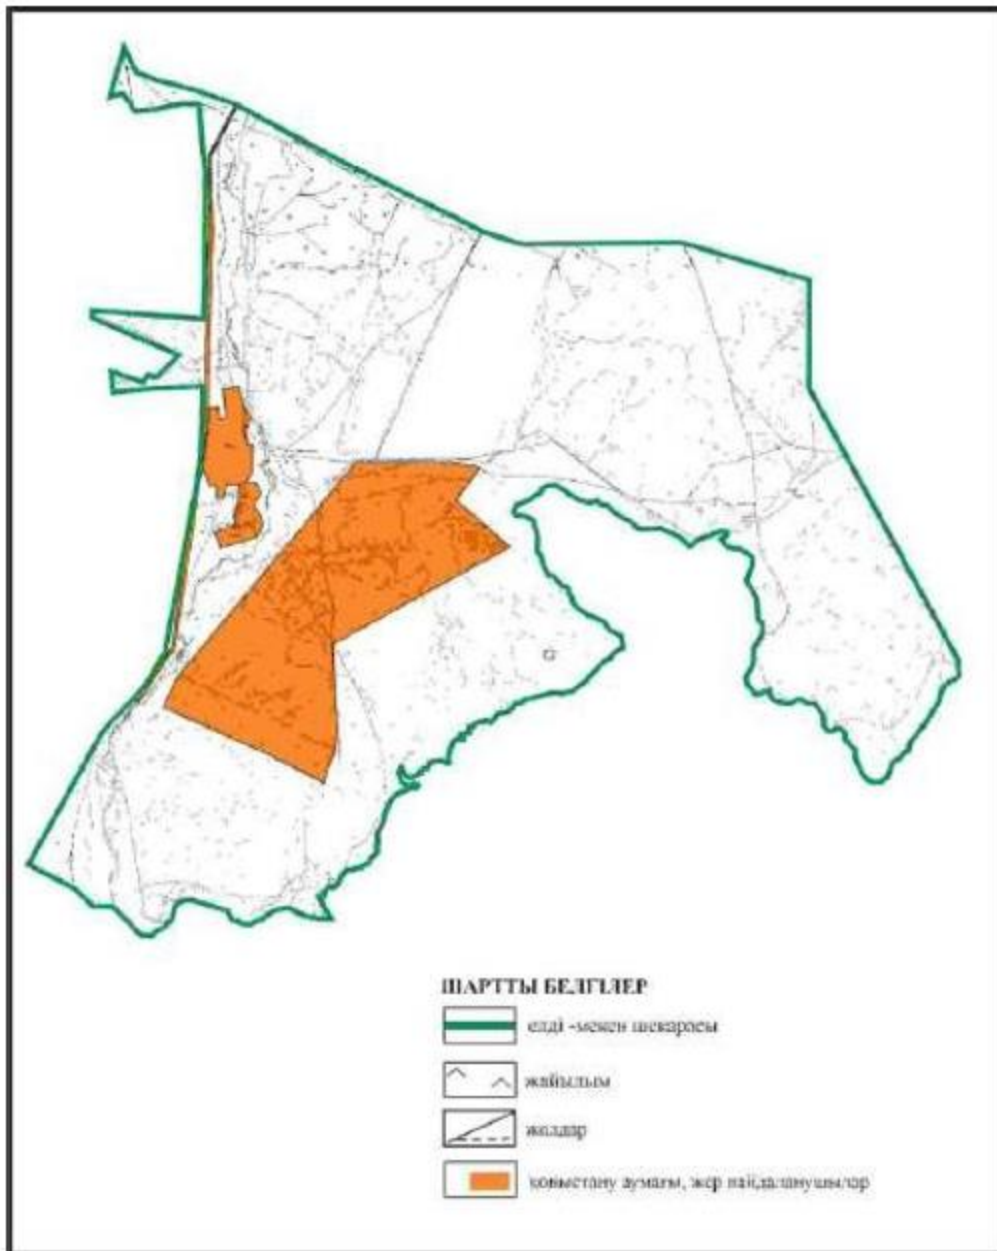 ШАРТТЫ БЕЛГІЛЕР
елді -мекен шекарасы
жайылым
жолдар
қоныстану аумағы, жер пайдаланушылар